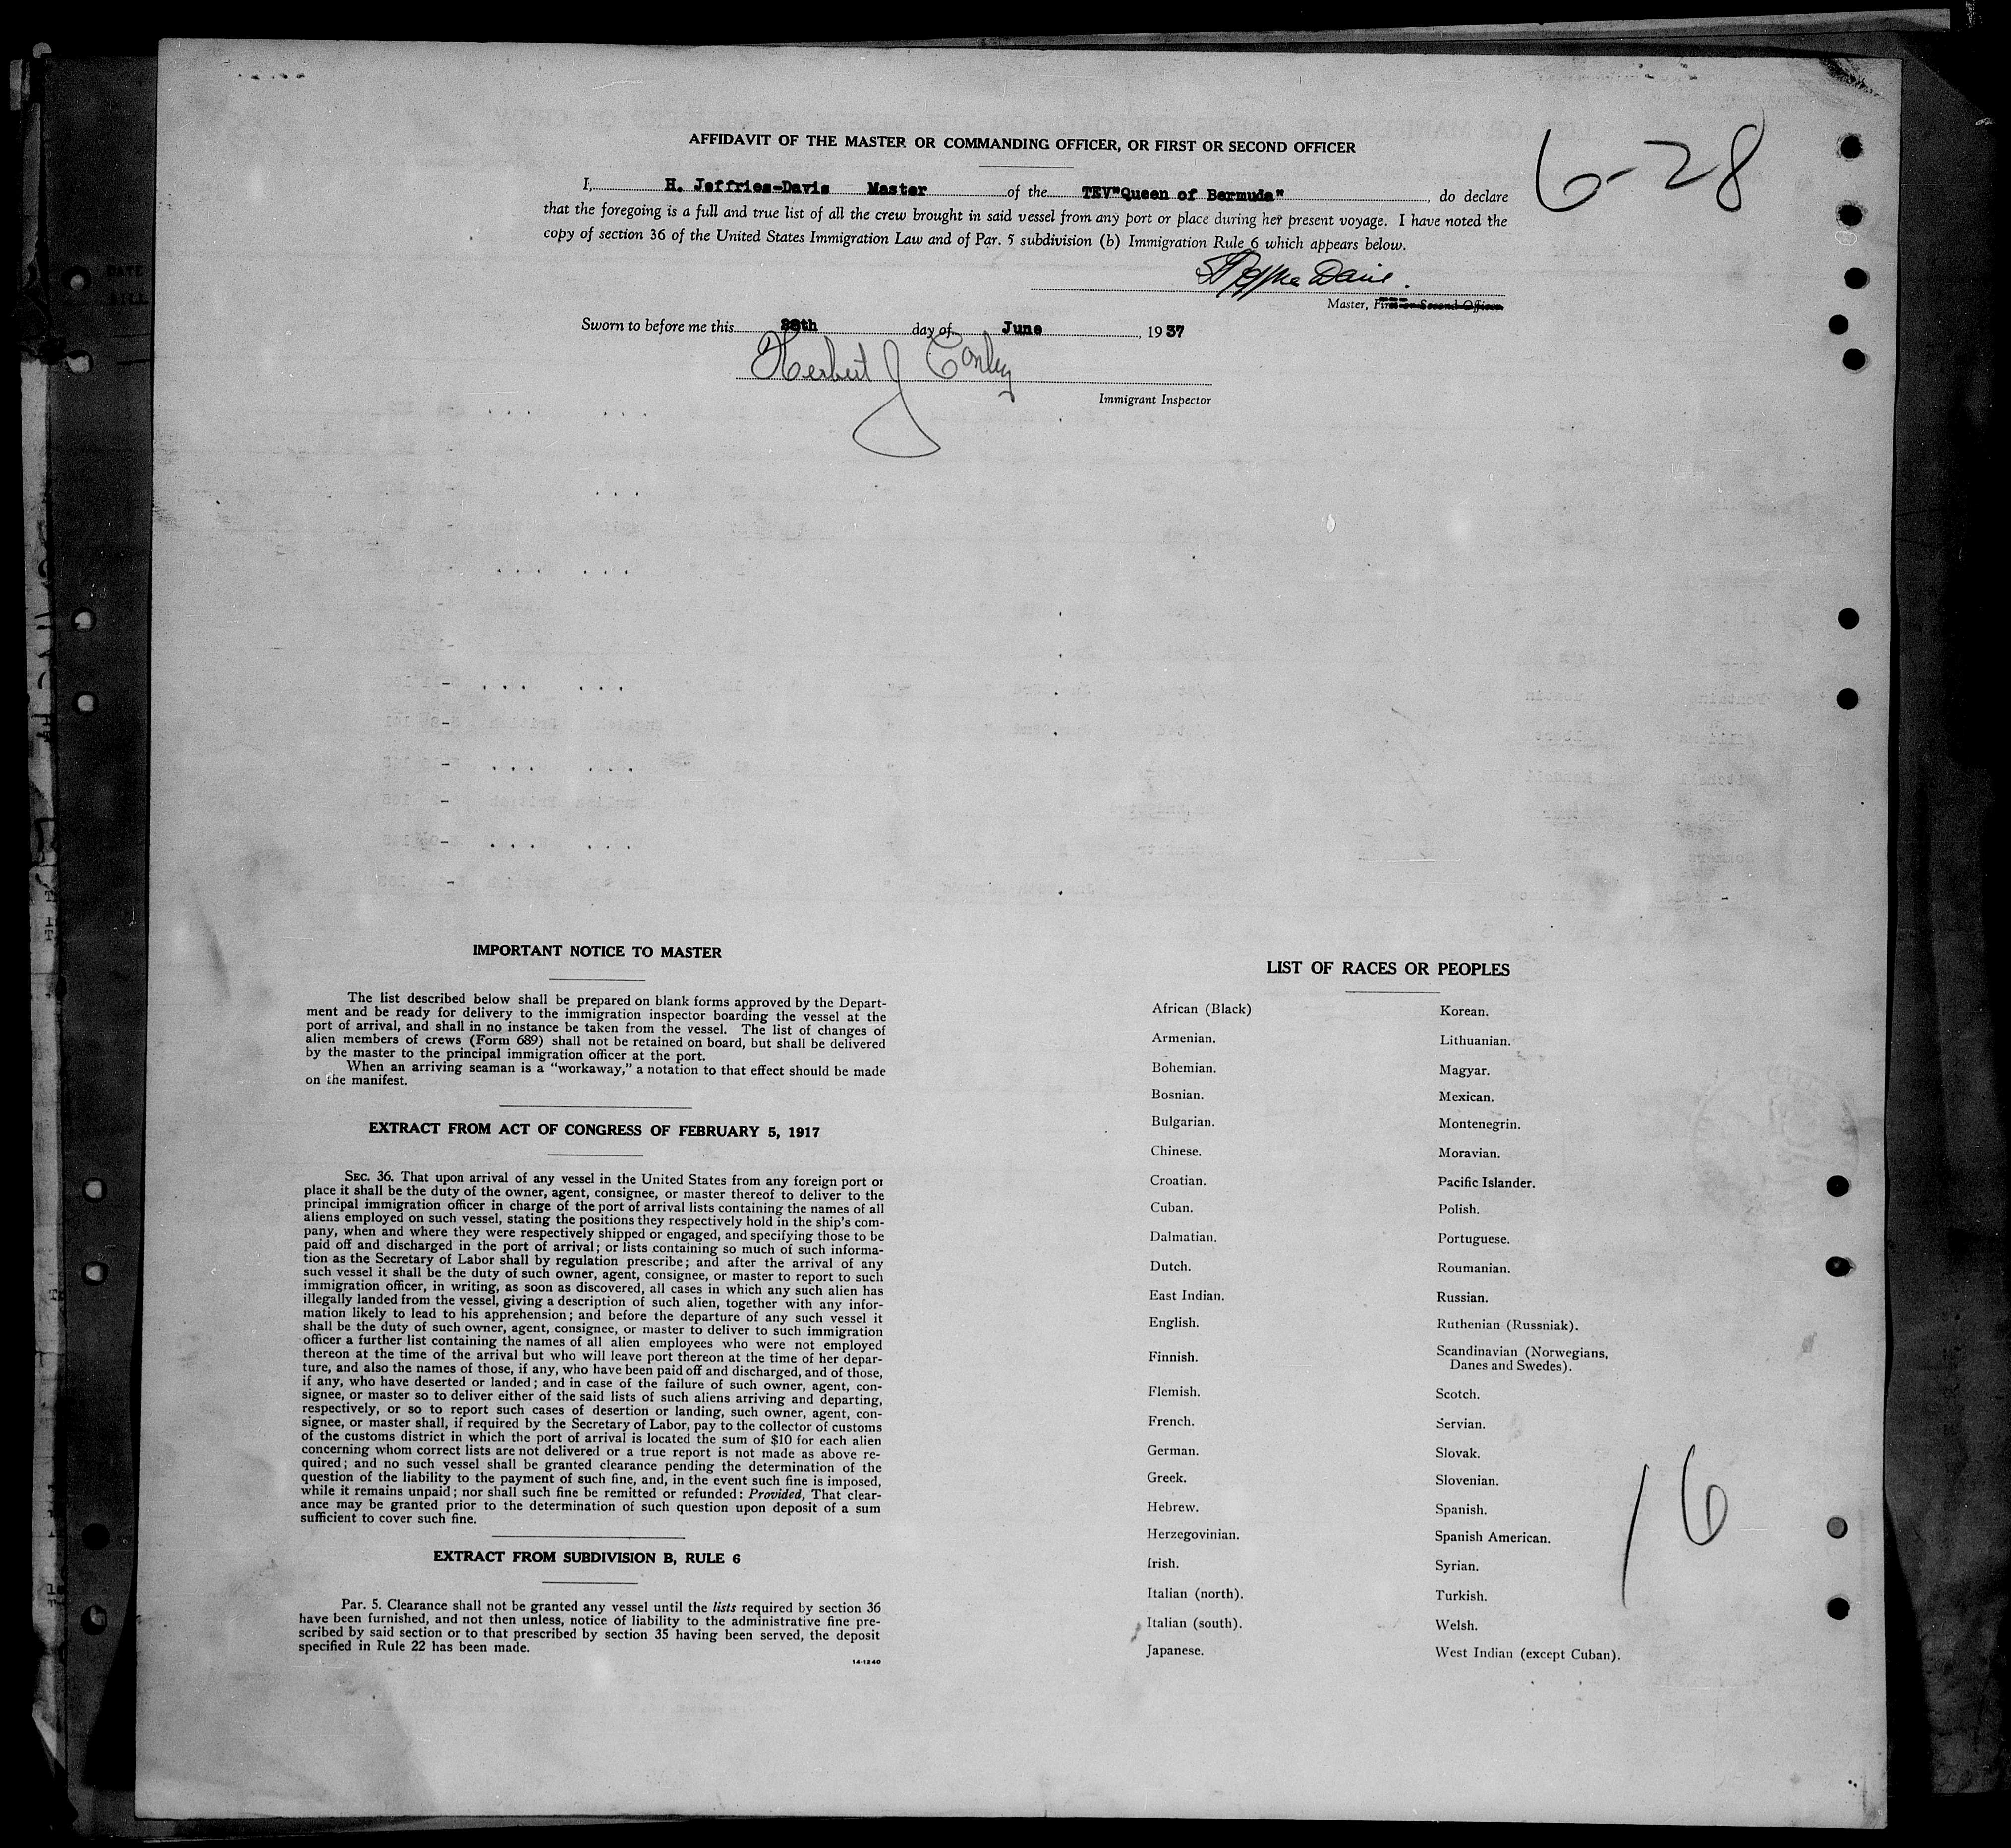 AFFIDAVIT OF THE MASTER OR COMMANDING OFFICER, OR FIRST OR SECOND OFFICER
6-28
I, H. Jeffries-Davis Master of the TEV"Queen of Bermuda", do declare
that the foregoing is a full and true list of all the crew brought in said vessel from any port or place during her present voyage. I have noted the
copy of section 36 of the United States Immigration Law and of Par. 5 subdivision (b) Immigration Rule 6 which appears below.
Master, First or Second Officer
Sworn to before me this 28th day of June, 1937
Herbert J Conley
Immigrant Inspector
IMPORTANT NOTICE TO MASTER
The list described below shall be prepared on blank forms approved by the Depart-
ment and be ready for delivery to the immigration inspector boarding the vessel at the
port of arrival, and shall in no instance be taken from the vessel. The list of changes of
alien members of crews (Form 689) shall not be retained on board, but shall be delivered
by the master to the principal immigration officer at the port.
When an arriving seaman is a "workaway," a notation to that effect should be made
on the manifest.
EXTRACT FROM ACT OF CONGRESS OF FEBRUARY 5, 1917
SEC. 36. That upon arrival of any vessel in the United States from any foreign port or
place it shall be the duty of the owner, agent, consignee, or master thereof to deliver to the
principal immigration officer in charge of the port of arrival lists containing the names of all
aliens employed on such vessel, stating the positions they respectively hold in the ship's com-
pany, when and where they were respectively shipped or engaged, and specifying those to be
paid off and discharged in the port of arrival; or lists containing so much of such informa-
tion as the Secretary of Labor shall by regulation prescribe; and after the arrival of any
such vessel it shall be the duty of such owner, agent, consignee, or master to report to such
immigration officer, in writing, as soon as discovered, all cases in which any such alien has
illegally landed from the vessel, giving a description of such alien, together with any infor-
mation likely to lead to his apprehension; and before the departure of any such vessel it
shall be the duty of such owner, agent, consignee, or master to deliver to such immigration
officer a further list containing the names of all alien employees who were not employed
thereon at the time of the arrival but who will leave port thereon at the time of her depar-
ture, and also the names of those, if any, who have been paid off and discharged, and of those,
if any, who have deserted or landed; and in case of the failure of such owner, agent, con-
signee, or master so to deliver either of the said lists of such aliens arriving and departing,
respectively, or so to report such cases of desertion or landing, such owner, agent, con-
signee, or master shall, if required by the Secretary of Labor, pay to the collector of customs
of the customs district in which the port of arrival is located the sum of $10 for each alien
concerning whom correct lists are not delivered or a true report is not made as above re-
quired; and no such vessel shall be granted clearance pending the determination of the
question of the liability to the payment of such fine, and, in the event such fine is imposed,
while it remains unpaid; nor shall such fine be remitted or refunded: Provided, That clear-
ance may be granted prior to the determination of such question upon deposit of a sum
sufficient to cover such fine.
EXTRACT FROM SUBDIVISION B, RULE 6
Par. 5. Clearance shall not be granted any vessel until the lists required by section 36
have been furnished, and not then unless, notice of liability to the administrative fine pre-
scribed by said section or to that prescribed by section 35 having been served, the deposit
specified in Rule 22 has been made.
14-1240
LIST OF RACES OR PEOPLES
African (Black)
Armenian.
Bohemian.
Bosnian.
Bulgarian.
Chinese.
Croatian.
Cuban.
Dalmatian.
Dutch.
East Indian.
English.
Finnish.
Flemish.
French.
German.
Greek.
Hebrew.
Herzegovinian.
Irish.
Italian (north).
Italian (south).
Japanese.
Korean.
Lithuanian.
Magyar.
Mexican.
Montenegrin.
Moravian.
Pacific Islander.
Polish.
Portuguese.
Roumanian.
Russian.
Ruthenian (Russniak).
Scandinavian (Norwegians,
Danes and Swedes).
Scotch.
Servian.
Slovak.
Slovenian.
Spanish.
Spanish American.
Syrian.
Turkish.
Welsh.
West Indian (except Cuban).
16